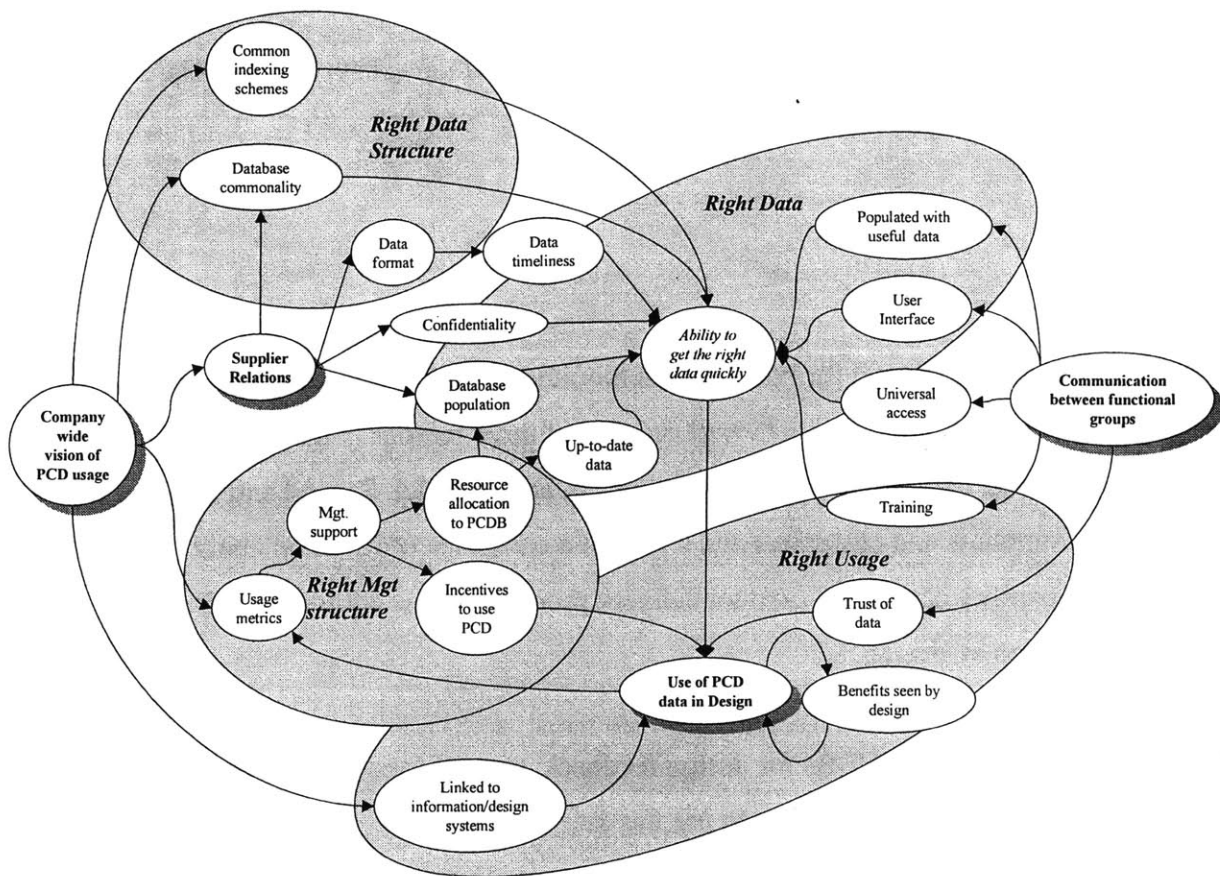 Common
indexing
schemes
Right Data
Structure
Database
commonality
Right Data
Populated with
useful data
Data
format
Data
timeliness
User
Interface
Confidentiality
Ability to
get the right
data quickly
Supplier
Relations
Database
population
Universal
access
Communication
between functional
groups
Company
wide
vision of
PCD usage
Up-to-date
data
Resource
allocation
to PCDB
Mgt.
support
Training
Right Usage
Right Mgt
structure
Usage
metrics
Incentives
to use
PCD
Trust of
data
Use of PCD
data in Design
Benefits seen by
design
Linked to
information/design
systems